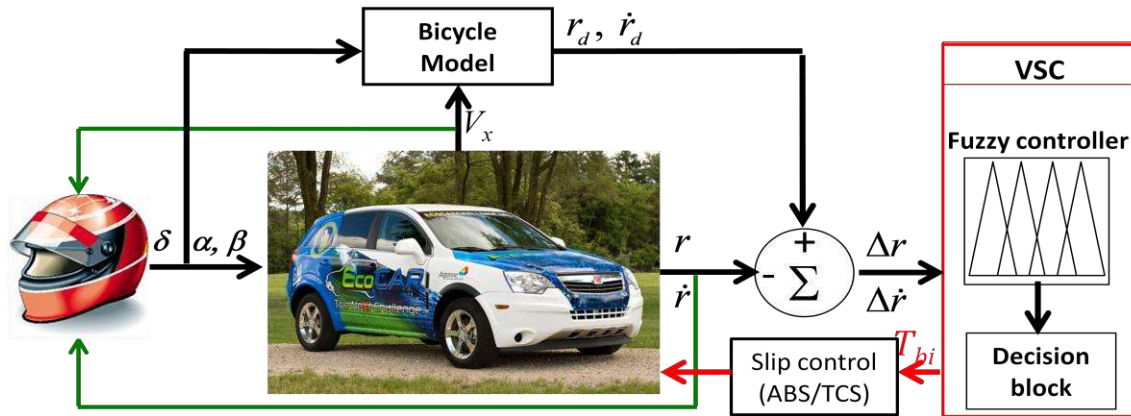 Bicycle
Model
r_d, ṙ_d
VSC
V_x
Fuzzy controller
δ
α, β
EcoCAR
The NeXt Challenge
r
ṙ
+
-
Σ
Δr
Δṙ
T_bi
Slip control
(ABS/TCS)
Decision
block